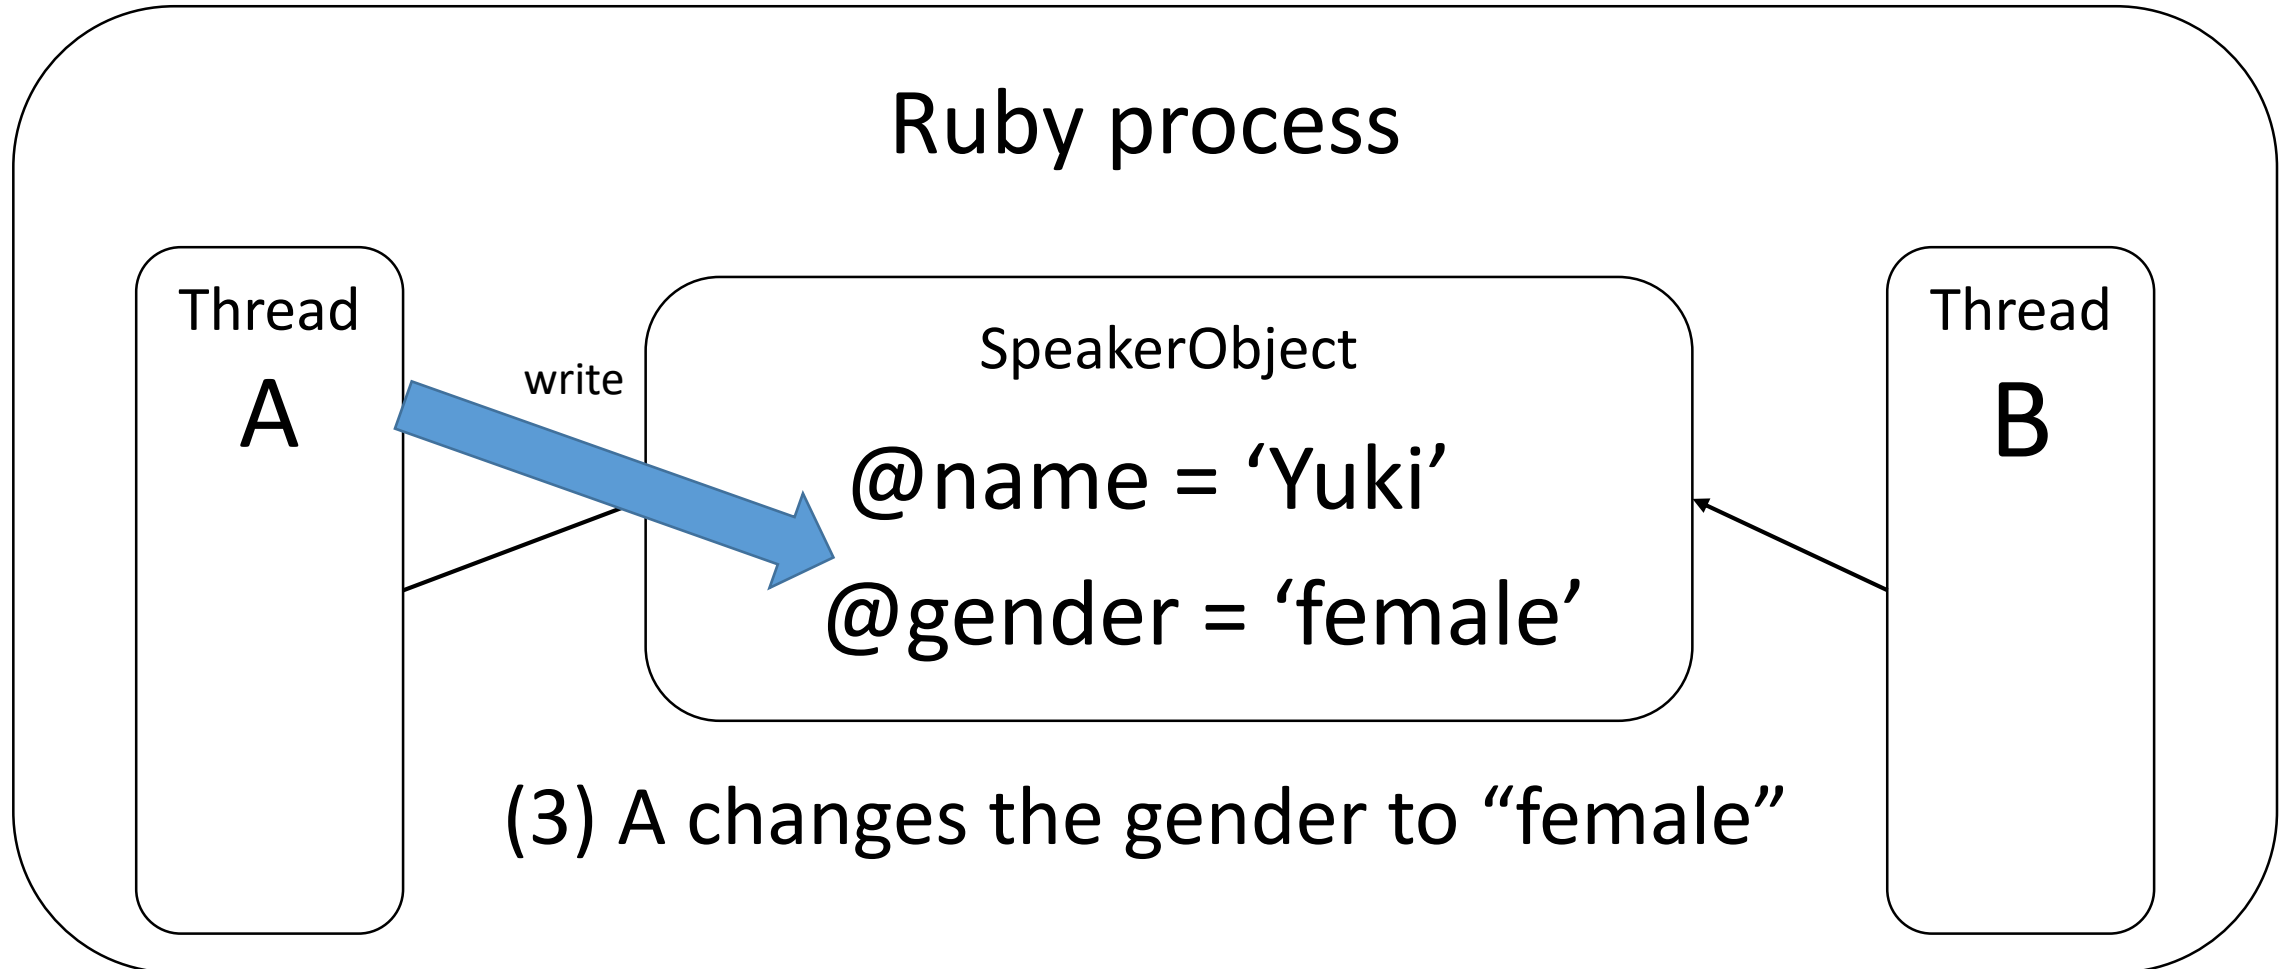 Ruby process
Thread
A
write
SpeakerObject
@name = ‘Yuki’
@gender = ‘female’
Thread
B
(3) A changes the gender to “female”